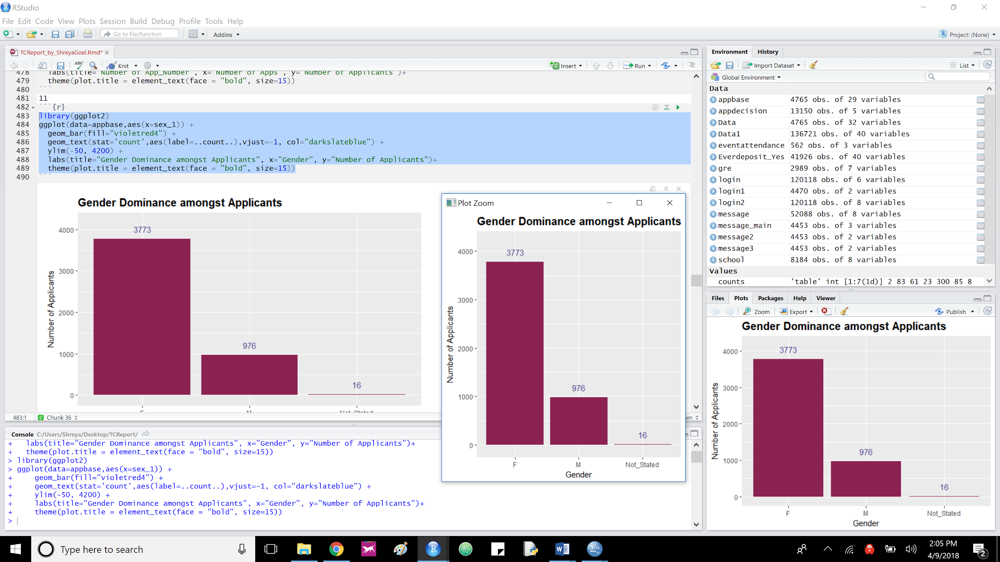 RStudio
File Edit Code View Plots Session Build Debug Profile Tools Help
Go to file/function
Addins
Project: (None)
TCReport_by_ShreyaGoel.Rmd*
ABC
Knit
Insert
Run
478 labs(title="Number of App_Number", x="Number of Apps", y="Number of Applicants")+
479 theme(plot.title = element_text(face = "bold", size=15))
480 ```
481 11
482 ```{r}
483 library(ggplot2)
484 ggplot(data=appbase,aes(x=sex_1)) +
485 geom_bar(fill="violetred4") +
486 geom_text(stat='count',aes(label=..count..),vjust=-1, col="darkslateblue") +
487 ylim(-50, 4200) +
488 labs(title="Gender Dominance amongst Applicants", x="Gender", y="Number of Applicants")+
489 theme(plot.title = element_text(face = "bold", size=15))
490 ```
Gender Dominance amongst Applicants
Number of Applicants
4000
3000
2000
1000
0
3773
976
16
F M Not_Stated
483:1 Chunk 36
wn
Plot Zoom
Gender Dominance amongst Applicants
Number of Applicants
4000
3000
2000
1000
0
3773
976
16
F M Not_Stated
Gender
Console C:/Users/Shreya/Desktop/TCReport/
+ labs(title="Gender Dominance amongst Applicants", x="Gender", y="Number of Applicants")+
+ theme(plot.title = element_text(face = "bold", size=15))
> library(ggplot2)
> ggplot(data=appbase,aes(x=sex_1)) +
+ geom_bar(fill="violetred4") +
+ geom_text(stat='count',aes(label=..count..),vjust=-1, col="darkslateblue") +
+ ylim(-50, 4200) +
+ labs(title="Gender Dominance amongst Applicants", x="Gender", y="Number of Applicants")+
+ theme(plot.title = element_text(face = "bold", size=15))
>
Environment History
Import Dataset
List
Global Environment
Data
appbase 4765 obs. of 29 variables
appdecision 13150 obs. of 5 variables
Data 4765 obs. of 32 variables
Data1 136721 obs. of 40 variables
eventattendance 562 obs. of 3 variables
Everdeposit_Yes 41926 obs. of 40 variables
gre 2989 obs. of 7 variables
login 120118 obs. of 6 variables
login1 4470 obs. of 2 variables
login2 120118 obs. of 8 variables
message 52088 obs. of 8 variables
message_main 4453 obs. of 3 variables
message2 4453 obs. of 2 variables
message3 4453 obs. of 2 variables
school 8184 obs. of 8 variables
Values
counts 'table' int [1:7(1d)] 2 83 61 23 300 85 8
Files Plots Packages Help Viewer
Zoom Export Publish
Gender Dominance amongst Applicants
Number of Applicants
4000
3000
2000
1000
0
3773
976
16
F M Not_Stated
Gender
Type here to search
2:05 PM
4/9/2018
2